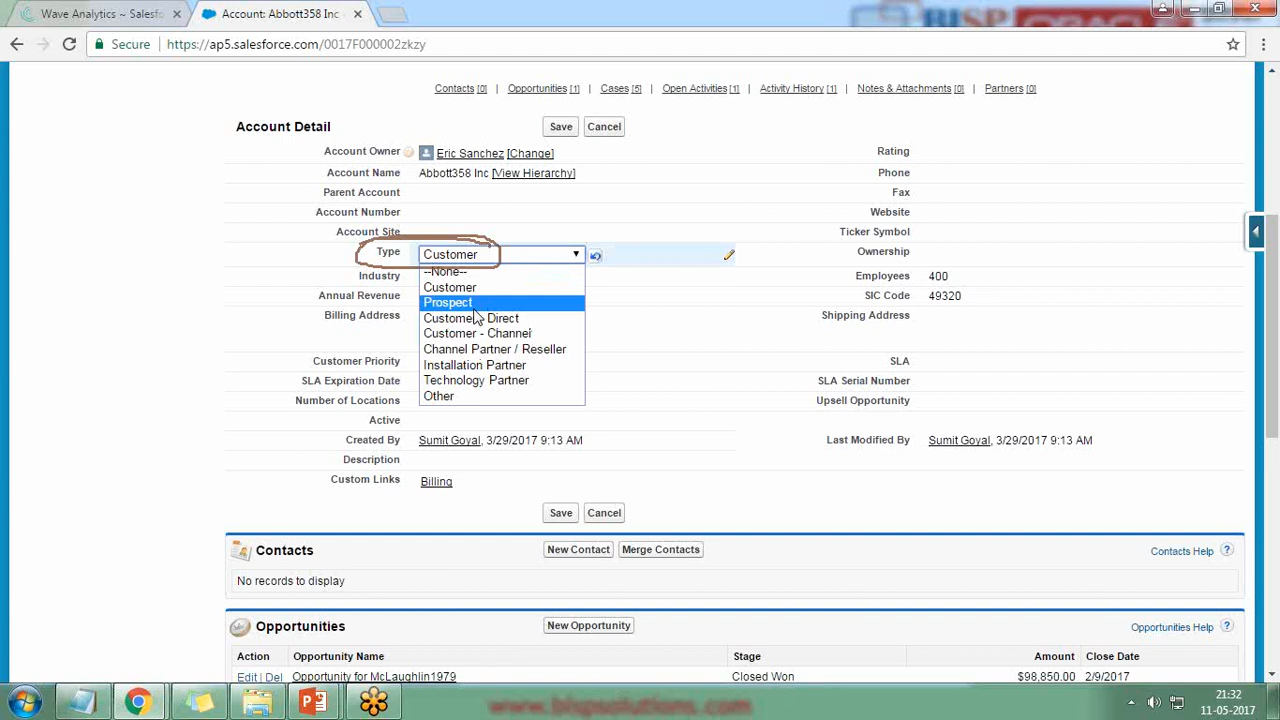 Wave Analytics ~ Salesfo
Account: Abbott358 Inc
Secure
https://ap5.salesforce.com/0017F000002zkzy
Contacts [0] | Opportunities [1] | Cases [5] | Open Activities [1] | Activity History [1] | Notes & Attachments [0] | Partners [0]
Account Detail
Save
Cancel
Account Owner Eric Sanchez [Change]
Rating
Account Name Abbott358 Inc [View Hierarchy]
Phone
Parent Account
Fax
Account Number
Website
Account Site
Ticker Symbol
Type Customer
Ownership
--None--
Customer
Prospect
Customer - Direct
Customer - Channel
Channel Partner / Reseller
Installation Partner
Technology Partner
Other
Industry
Employees 400
Annual Revenue
SIC Code 49320
Billing Address
Shipping Address
Customer Priority
SLA
SLA Expiration Date
SLA Serial Number
Number of Locations
Upsell Opportunity
Active
Created By Sumit Goyal, 3/29/2017 9:13 AM
Last Modified By Sumit Goyal, 3/29/2017 9:13 AM
Description
Custom Links Billing
Save
Cancel
Contacts
New Contact
Merge Contacts
Contacts Help ?
No records to display
Opportunities
New Opportunity
Opportunities Help ?
Action Opportunity Name Stage Amount Close Date
Edit | Del Opportunity for McLaughlin1979 Closed Won $98,850.00 2/9/2017
www.bispsolutions.com
21:32
11-05-2017